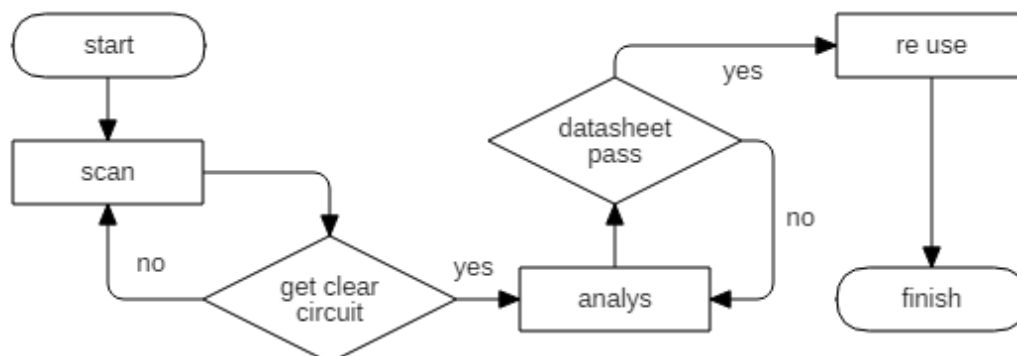 start
scan
no
get clear
circuit
yes
analys
datasheet
pass
yes
no
re use
finish